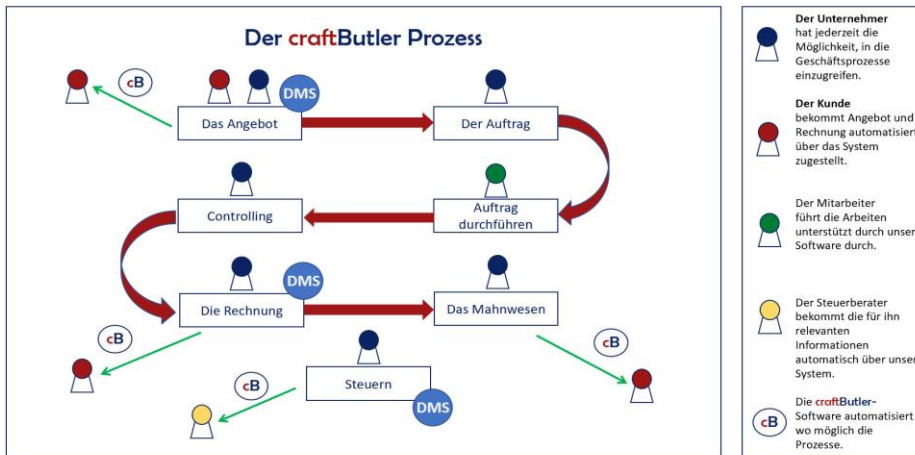 Der craftButler Prozess
cB
DMS
Das Angebot
Der Auftrag
Controlling
Auftrag
durchführen
DMS
Die Rechnung
Das Mahnwesen
cB
cB
Steuern
cB
DMS
Der Unternehmer
hat jederzeit die
Möglichkeit, in die
Geschäftsprozesse
einzugreifen.
Der Kunde
bekommt Angebot und
Rechnung automatisiert
über das System
zugestellt.
Der Mitarbeiter
führt die Arbeiten
unterstützt durch unser
Software durch.
Der Steuerberater
bekommt die für ihn
relevanten
Informationen
automatisch über unser
System.
Die craftButler-
cB
Software automatisiert
wo möglich die
Prozesse.